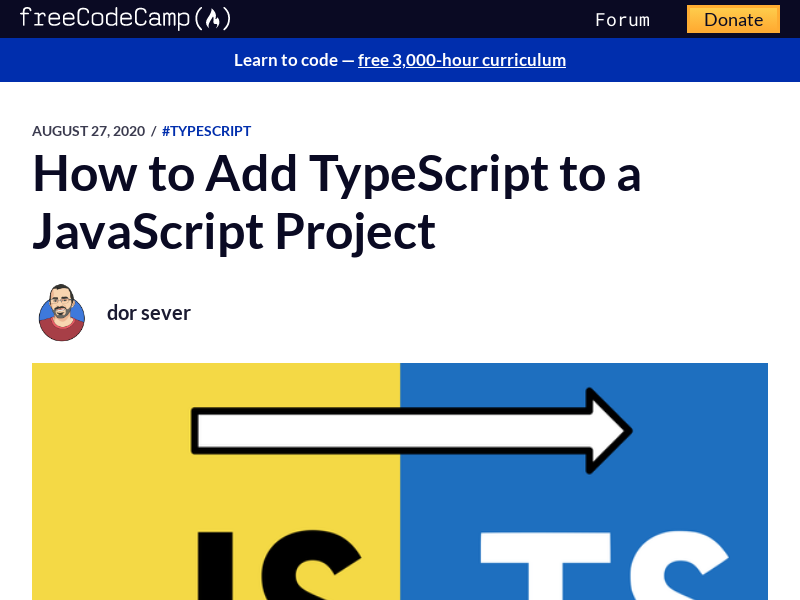 freeCodeCamp(🔥)
Forum
Donate
Learn to code — free 3,000-hour curriculum
AUGUST 27, 2020 / #TYPESCRIPT
How to Add TypeScript to a
JavaScript Project
dor sever
JS
TS